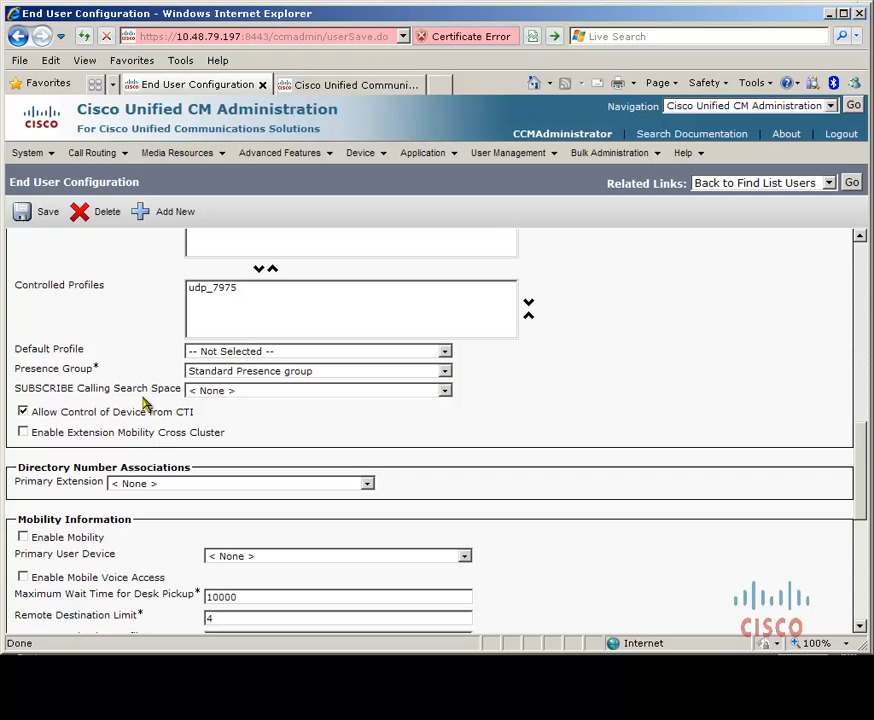 End User Configuration - Windows Internet Explorer
https://10.48.79.197:8443/ccmadmin/userSave.do
Certificate Error
Live Search
File Edit View Favorites Tools Help
Favorites
End User Configuration
Cisco Unified Communi...
Page
Safety
Tools
CISCO
Cisco Unified CM Administration
For Cisco Unified Communications Solutions
Navigation
Cisco Unified CM Administration
Go
CCMAdministrator
Search Documentation
About
Logout
System
Call Routing
Media Resources
Advanced Features
Device
Application
User Management
Bulk Administration
Help
End User Configuration
Related Links:
Back to Find List Users
Go
Save
Delete
Add New
Controlled Profiles
udp_7975
Default Profile
-- Not Selected --
Presence Group*
Standard Presence group
SUBSCRIBE Calling Search Space
< None >
Allow Control of Device from CTI
Enable Extension Mobility Cross Cluster
Directory Number Associations
Primary Extension
< None >
Mobility Information
Enable Mobility
Primary User Device
< None >
Enable Mobile Voice Access
Maximum Wait Time for Desk Pickup*
10000
Remote Destination Limit*
4
CISCO
Done
Internet
100%